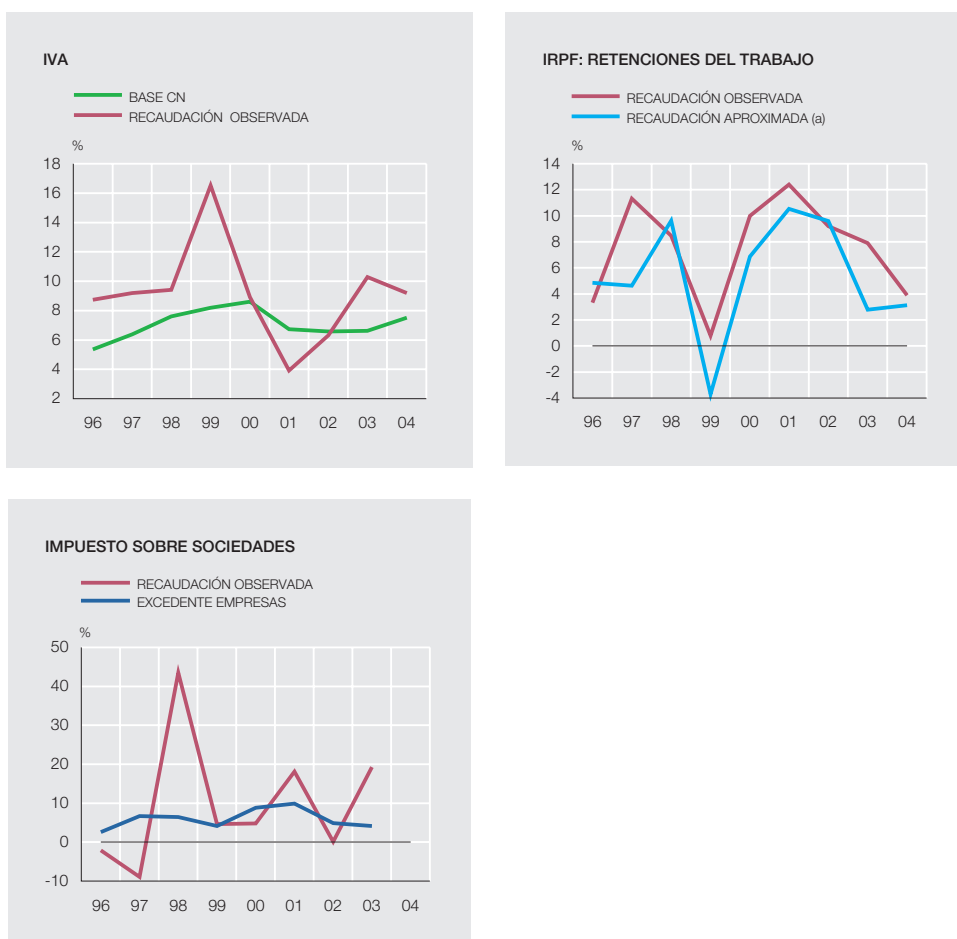 IVA
BASE CN
RECAUDACIÓN OBSERVADA
%
18
16
14
12
10
8
6
4
2
96 97 98 99 00 01 02 03 04
IRPF: RETENCIONES DEL TRABAJO
RECAUDACIÓN OBSERVADA
RECAUDACIÓN APROXIMADA (a)
%
14
12
10
8
6
4
2
0
-2
-4
96 97 98 99 00 01 02 03 04
IMPUESTO SOBRE SOCIEDADES
RECAUDACIÓN OBSERVADA
EXCEDENTE EMPRESAS
%
50
40
30
20
10
0
-10
96 97 98 99 00 01 02 03 04